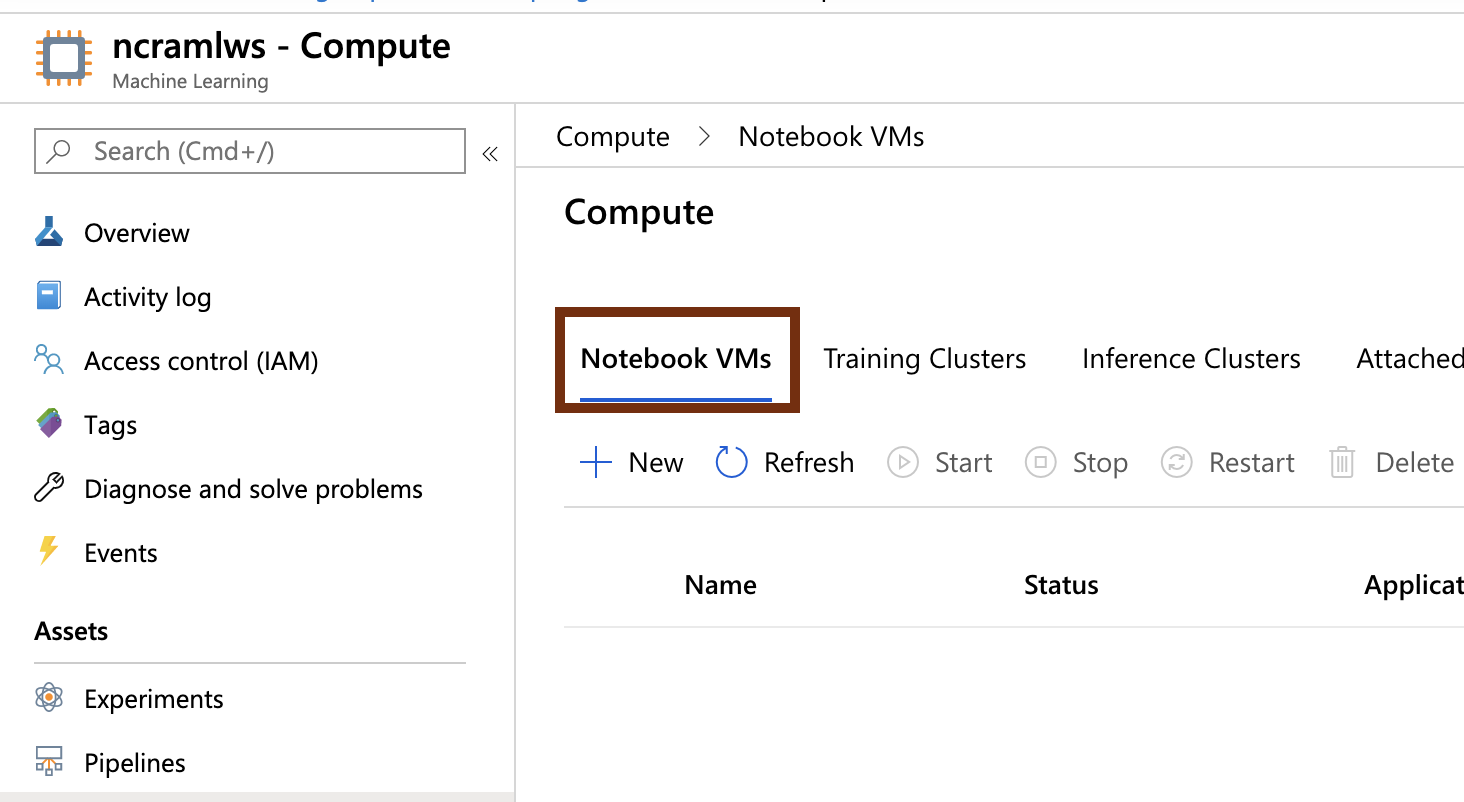 ncramlws - Compute
Machine Learning
Search (Cmd+/)
Overview
Activity log
Access control (IAM)
Tags
Diagnose and solve problems
Events
Assets
Experiments
Pipelines
Compute > Notebook VMs
Compute
Notebook VMs Training Clusters Inference Clusters Attached
New Refresh Start Stop Restart Delete
Name Status Applicat